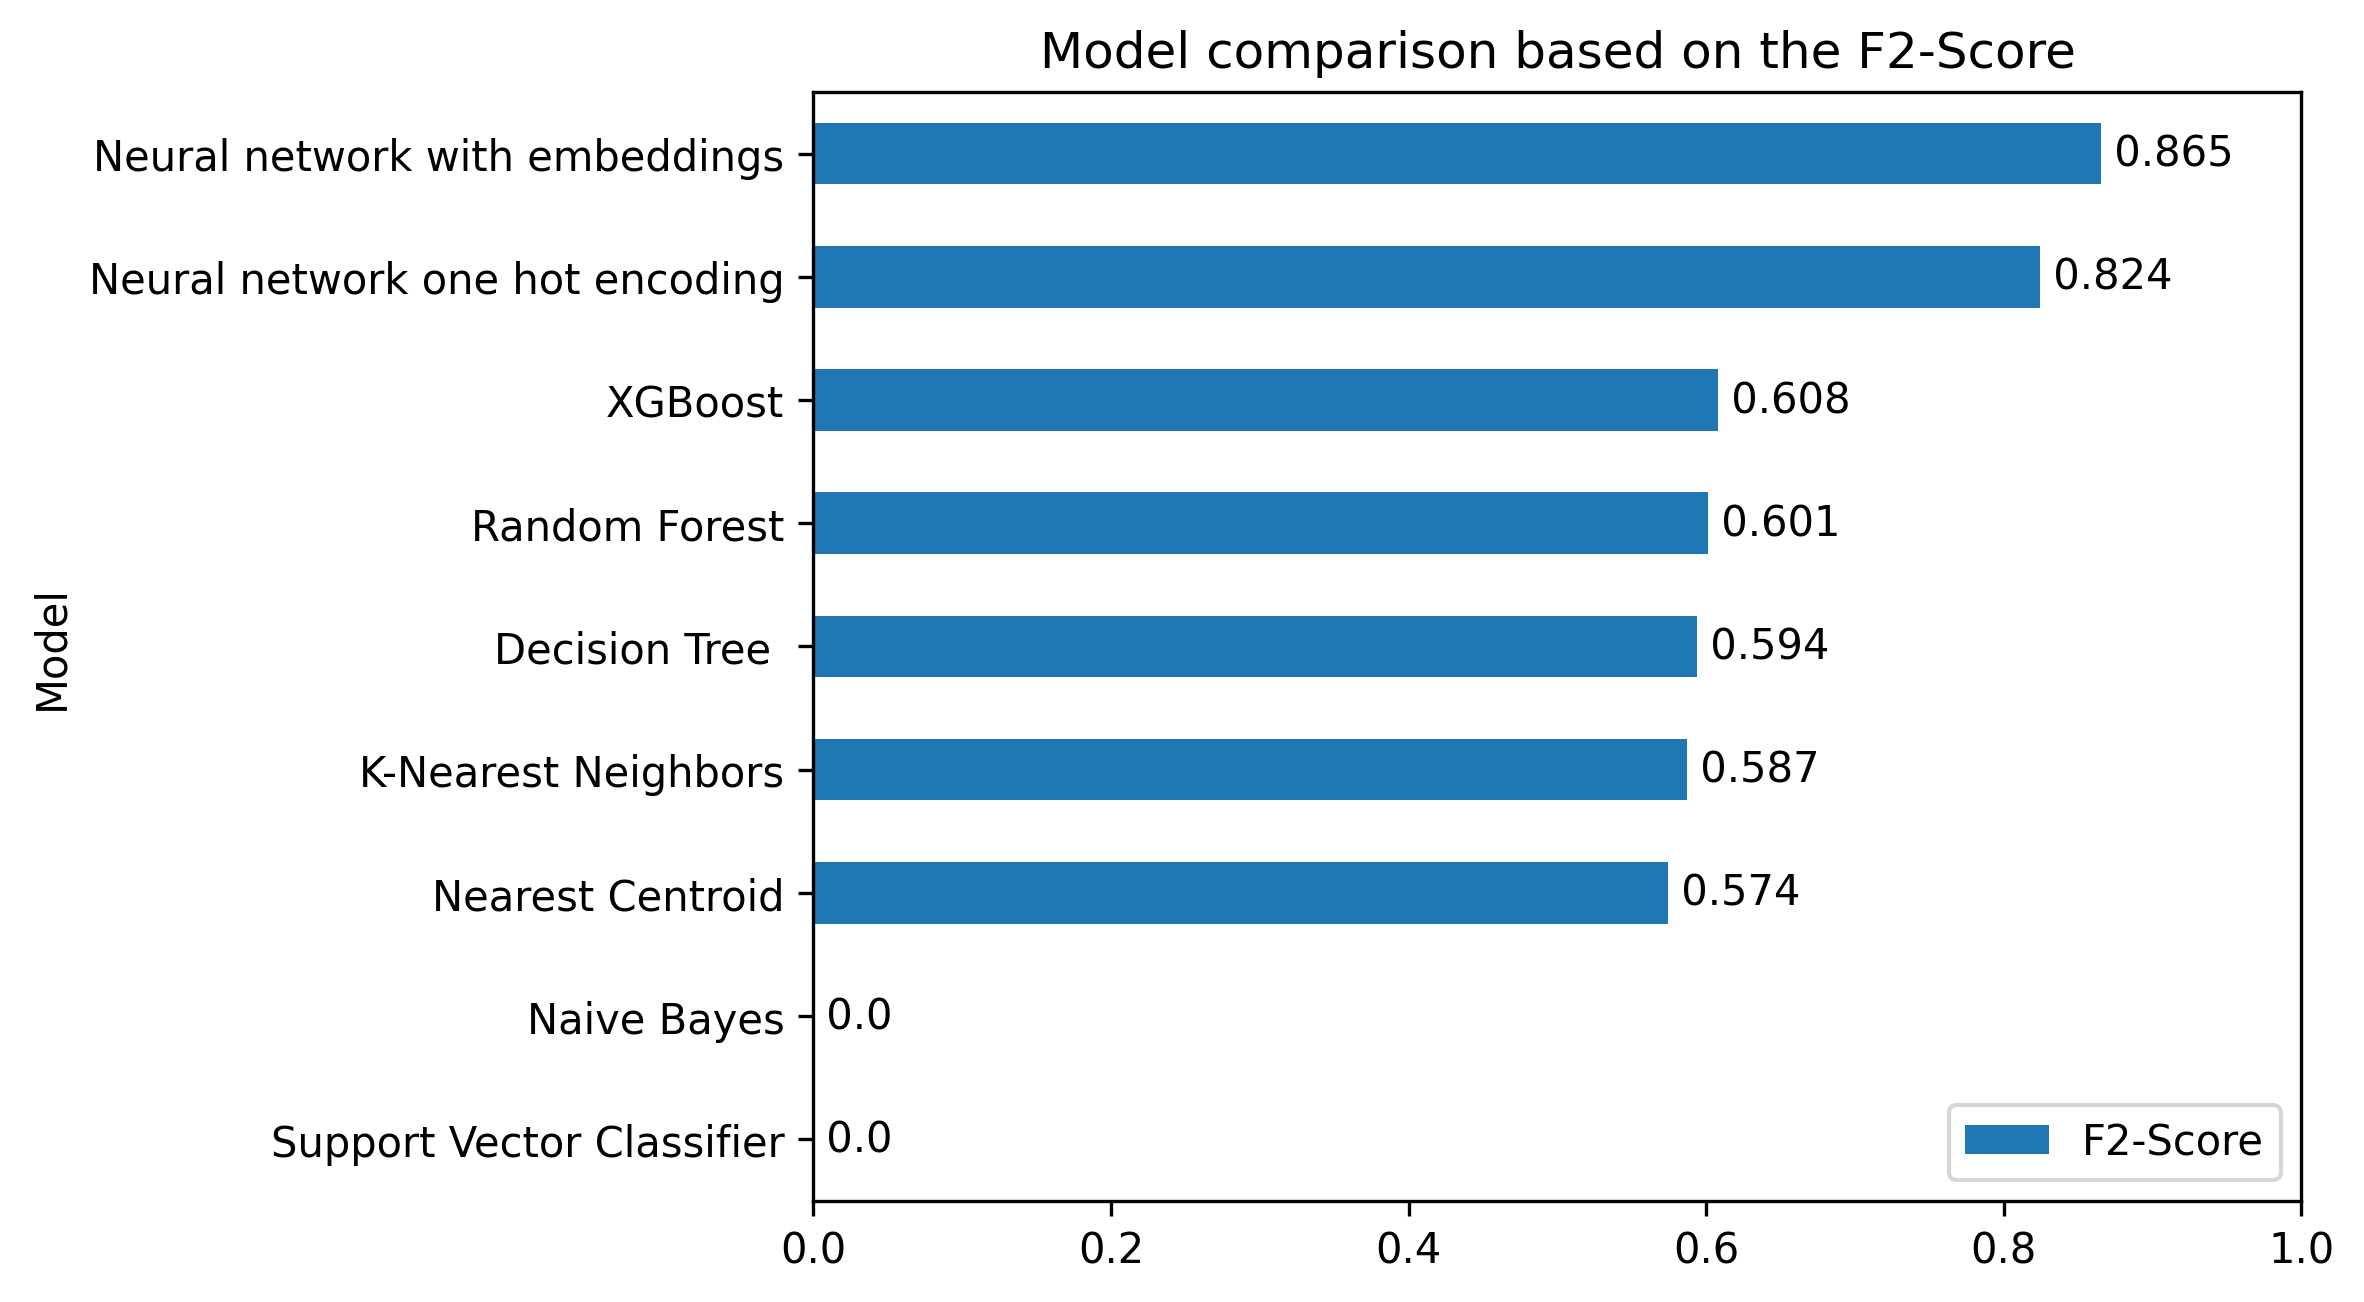 Model comparison based on the F2-Score
Neural network with embeddings 0.865
Neural network one hot encoding 0.824
XGBoost 0.608
Random Forest 0.601
Decision Tree 0.594
K-Nearest Neighbors 0.587
Nearest Centroid 0.574
Naive Bayes 0.0
Support Vector Classifier 0.0
Model
F2-Score
0.0 0.2 0.4 0.6 0.8 1.0